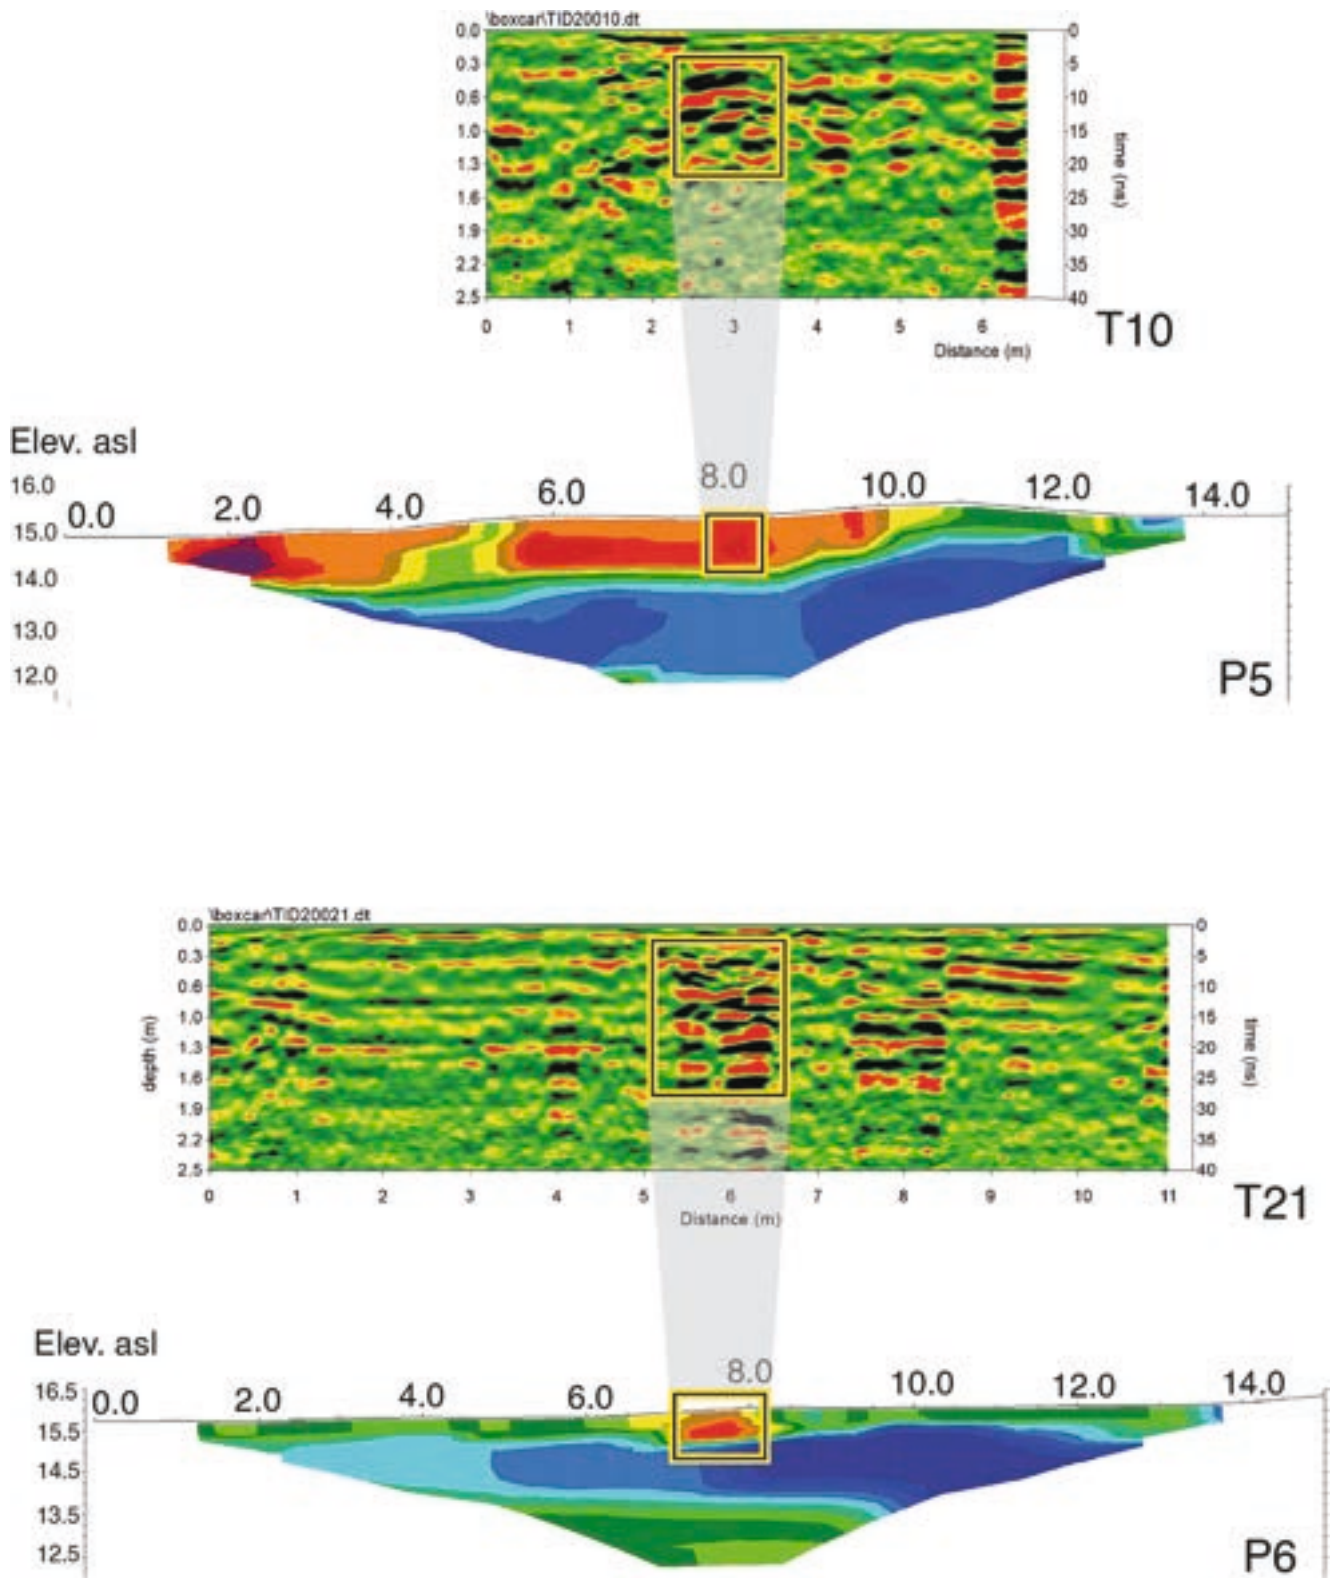 \boxcar\TID20010.dt
0.0 0
0.3 5
0.6 10
1.0 15
1.3 20
1.6 25
1.9 30
2.2 35
2.5 40
time (ns)
0 1 2 3 4 5 6
Distance (m)
T10
Elev. asl
16.0
15.0
14.0
13.0
12.0
0.0 2.0 4.0 6.0 8.0 10.0 12.0 14.0
P5
\boxcar\TID20021.dt
0.0 0
0.3 5
0.6 10
1.0 15
1.3 20
1.6 25
1.9 30
2.2 35
2.5 40
depth (m)
time (ns)
0 1 2 3 4 5 6 7 8 9 10 11
Distance (m)
T21
Elev. asl
16.5
15.5
14.5
13.5
12.5
0.0 2.0 4.0 6.0 8.0 10.0 12.0 14.0
P6